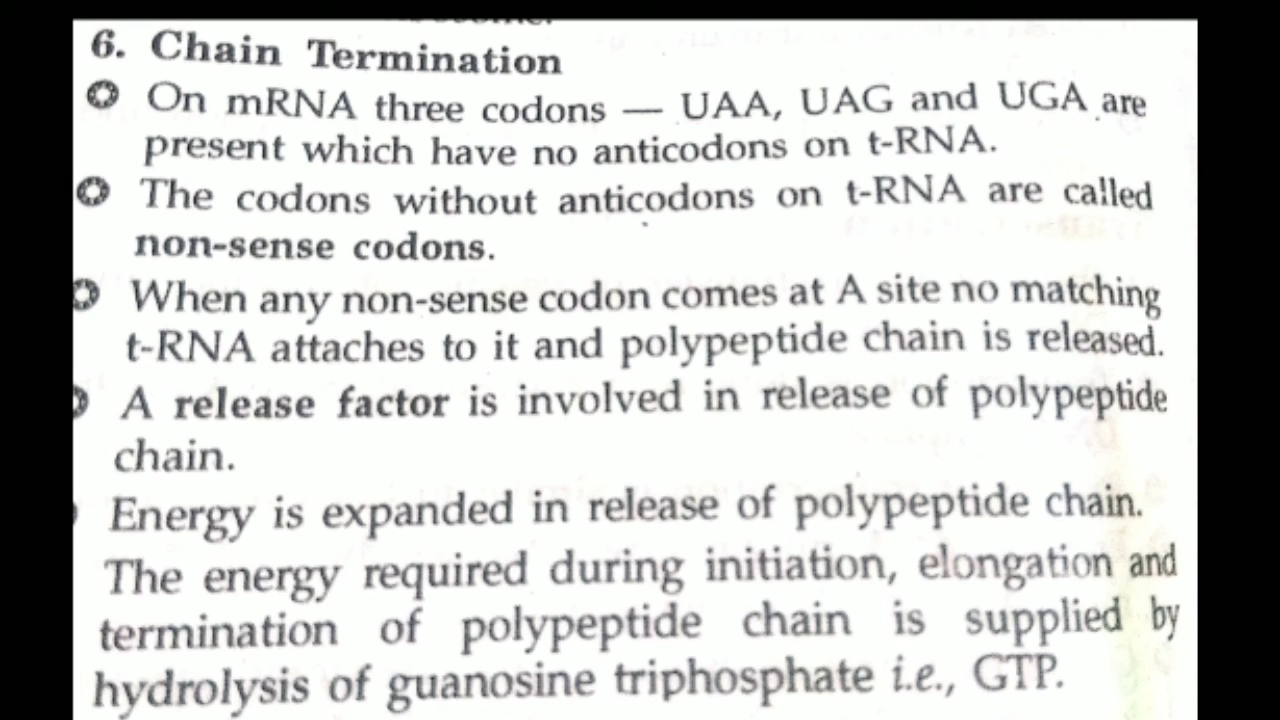 6. Chain Termination
On mRNA three codons — UAA, UAG and UGA are
present which have no anticodons on t-RNA.
The codons without anticodons on t-RNA are called
non-sense codons.
When any non-sense codon comes at A site no matching
t-RNA attaches to it and polypeptide chain is released.
A release factor is involved in release of polypeptide
chain.
Energy is expanded in release of polypeptide chain.
The energy required during initiation, elongation and
termination of polypeptide chain is supplied by
hydrolysis of guanosine triphosphate i.e., GTP.